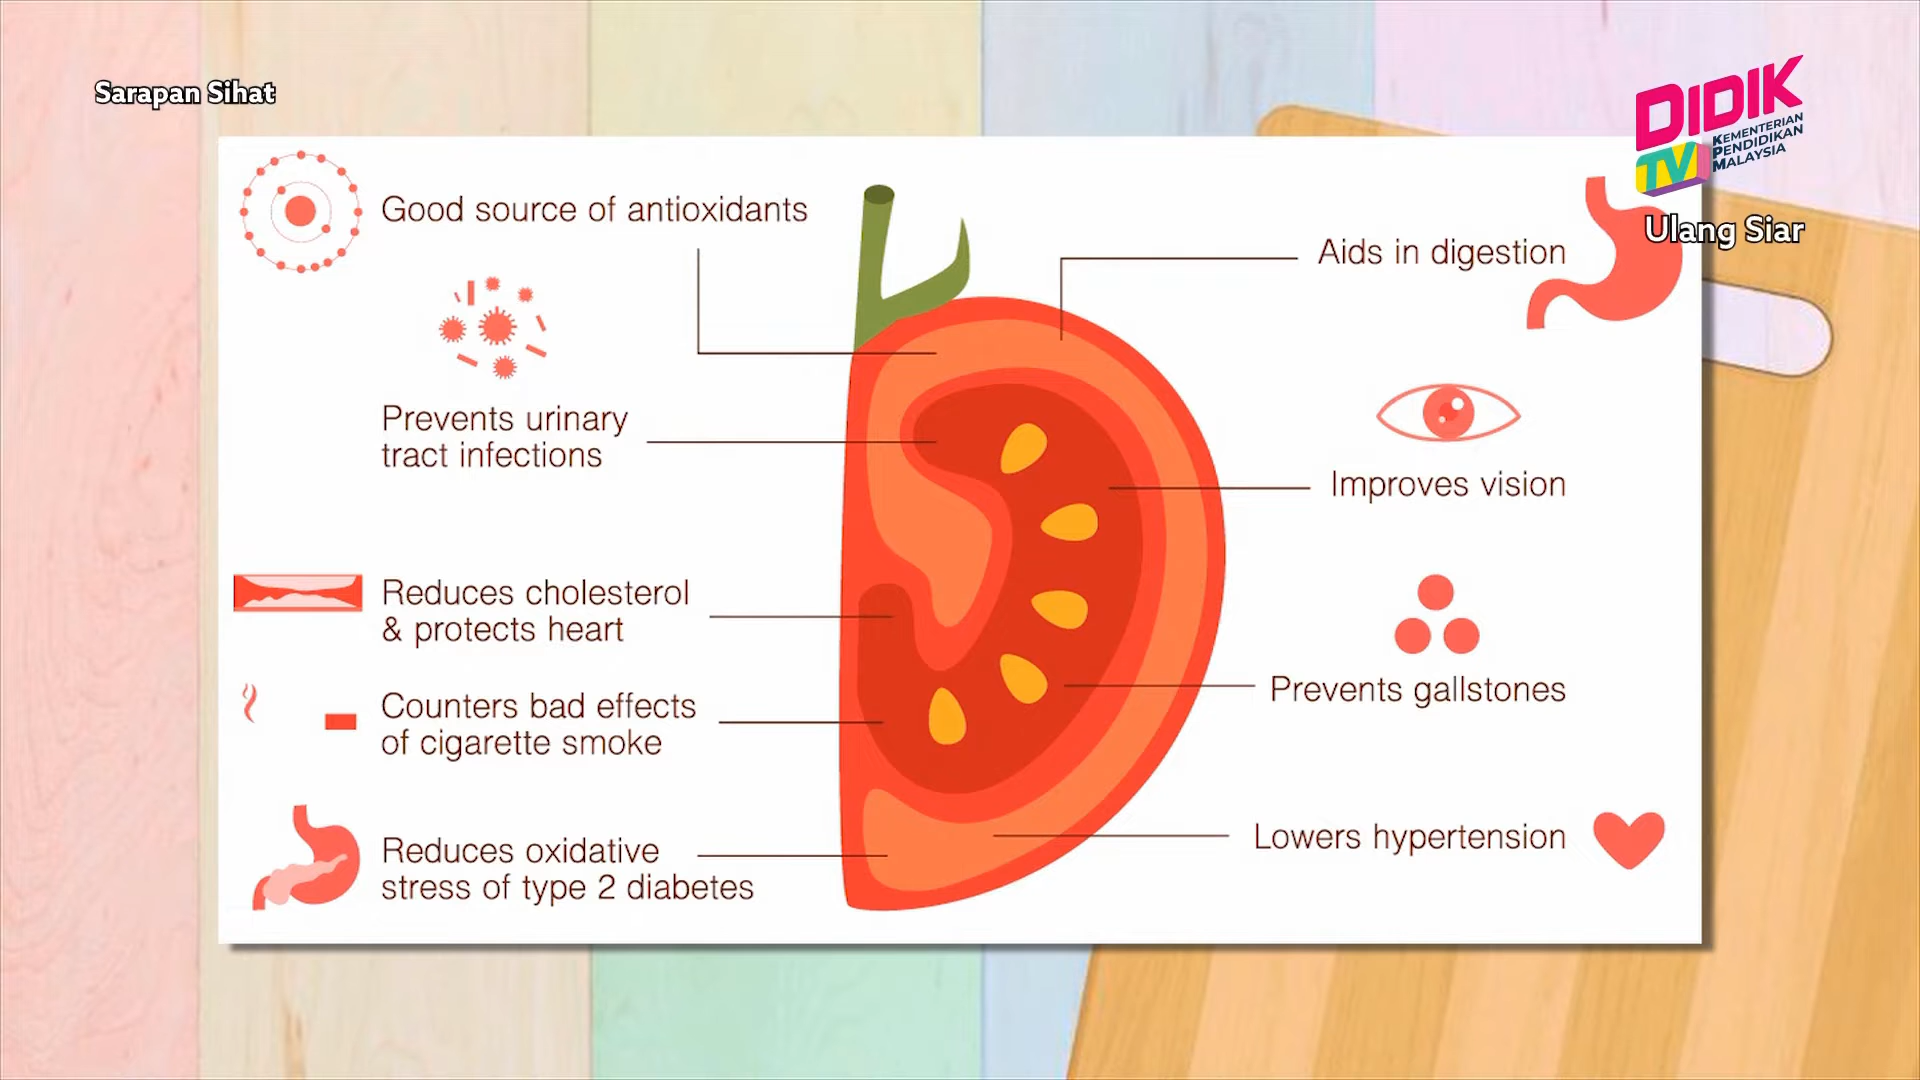 Sarapan Sihat
DIDIK
TV
KEMENTERIAN
PENDIDIKAN
MALAYSIA
Ulang Siar
Good source of antioxidants
Prevents urinary
tract infections
Reduces cholesterol
& protects heart
Counters bad effects
of cigarette smoke
Reduces oxidative
stress of type 2 diabetes
Aids in digestion
Improves vision
Prevents gallstones
Lowers hypertension